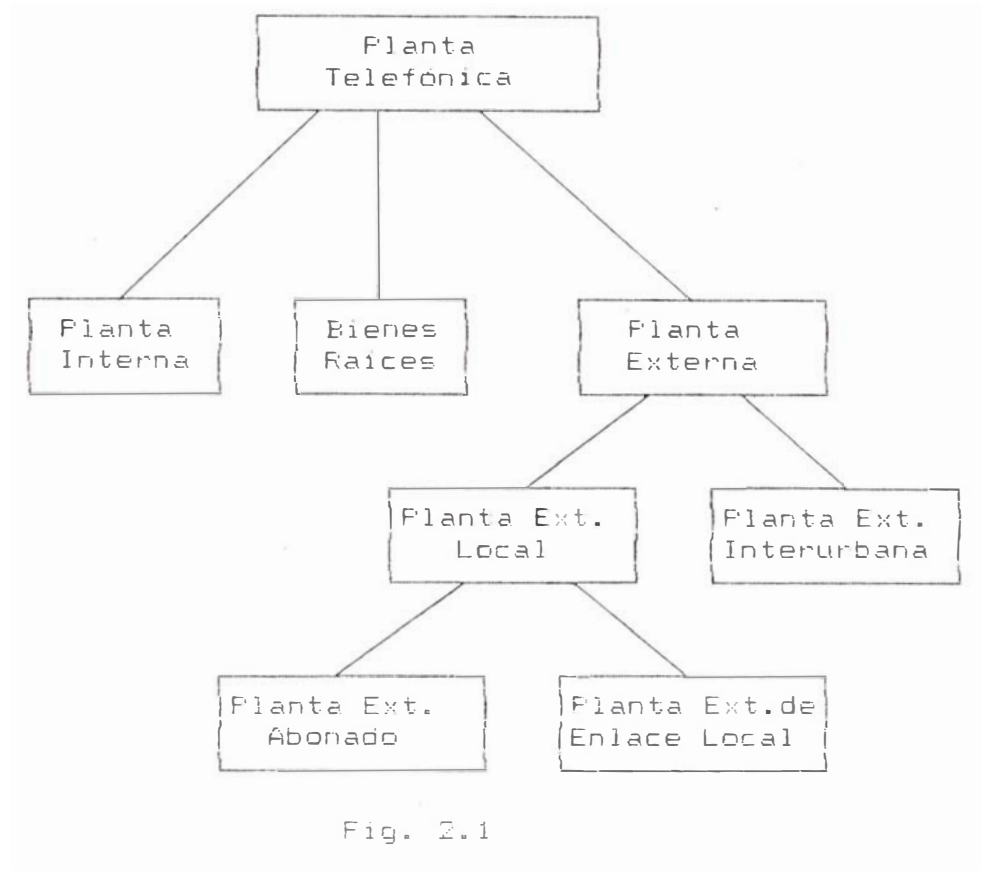 Planta
Telefónica
Planta
Interna
Bienes
Raíces
Planta
Externa
Planta Ext.
Local
Planta Ext.
Interurbana
Planta Ext.
Abonado
Planta Ext.de
Enlace Local
Fig. 2.1